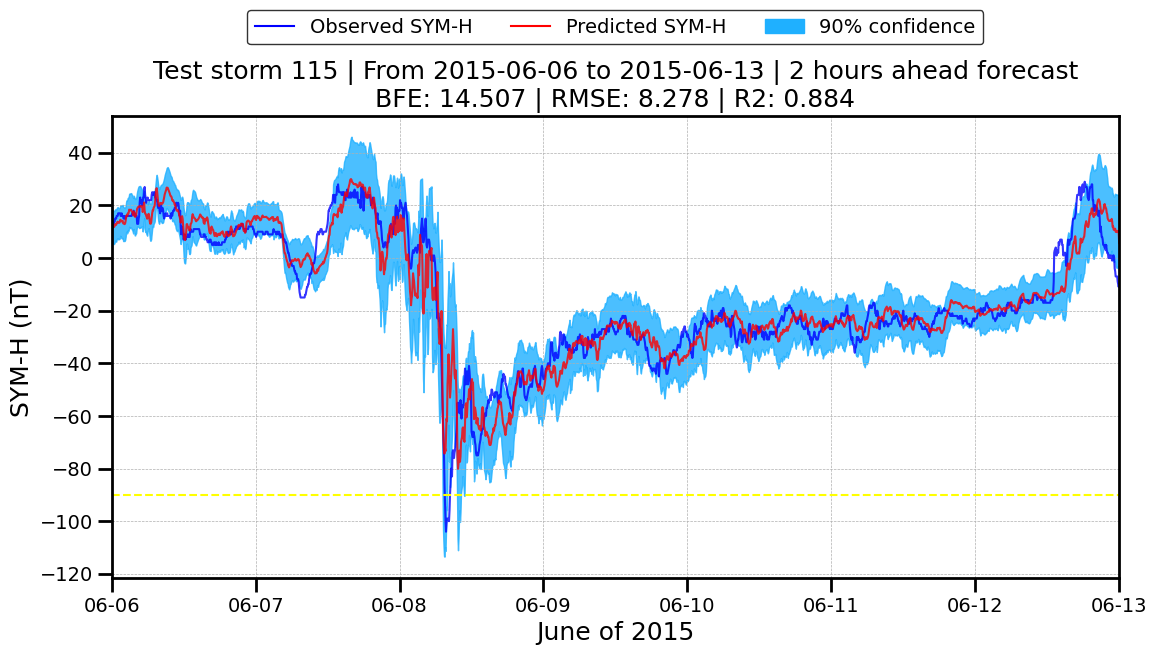 Observed SYM-H Predicted SYM-H 90% confidence
Test storm 115 | From 2015-06-06 to 2015-06-13 | 2 hours ahead forecast
BFE: 14.507 | RMSE: 8.278 | R2: 0.884
SYM-H (nT)
40
20
0
−20
−40
−60
−80
−100
−120
06-06 06-07 06-08 06-09 06-10 06-11 06-12 06-13
June of 2015